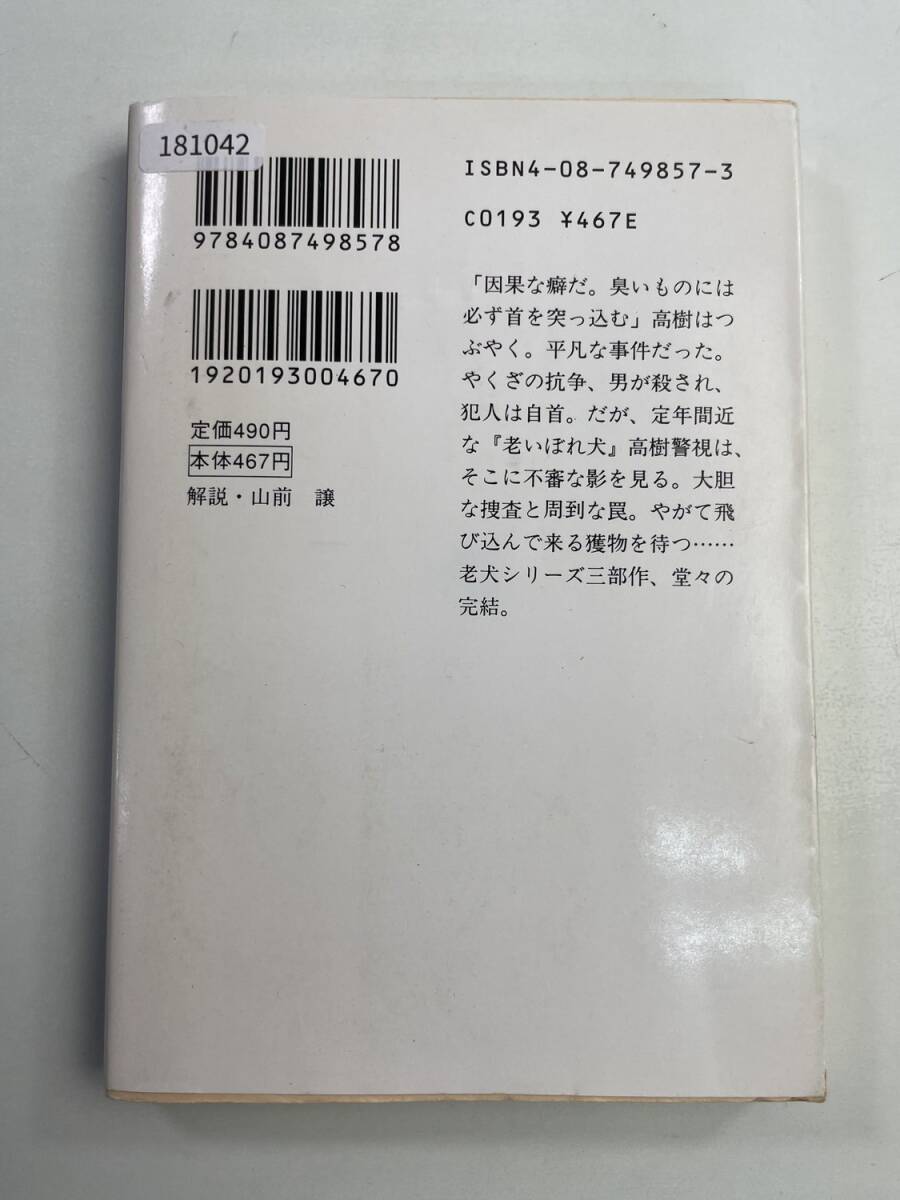 181042
9784087498578
1920193004670
定価490円
本体467円
解説・山前 譲
ISBN4-08-749857-3
C0193 ¥467E
「因果な癖だ。臭いものには
必ず首を突っ込む」高樹はつ
ぶやく。平凡な事件だった。
やくざの抗争、男が殺され、
犯人は自首。だが、定年間近
な『老いぼれ犬』高樹警視は、
そこに不審な影を見る。大胆
な捜査と周到な罠。やがて飛
び込んで来る獲物を待つ……
老犬シリーズ三部作、堂々の
完結。